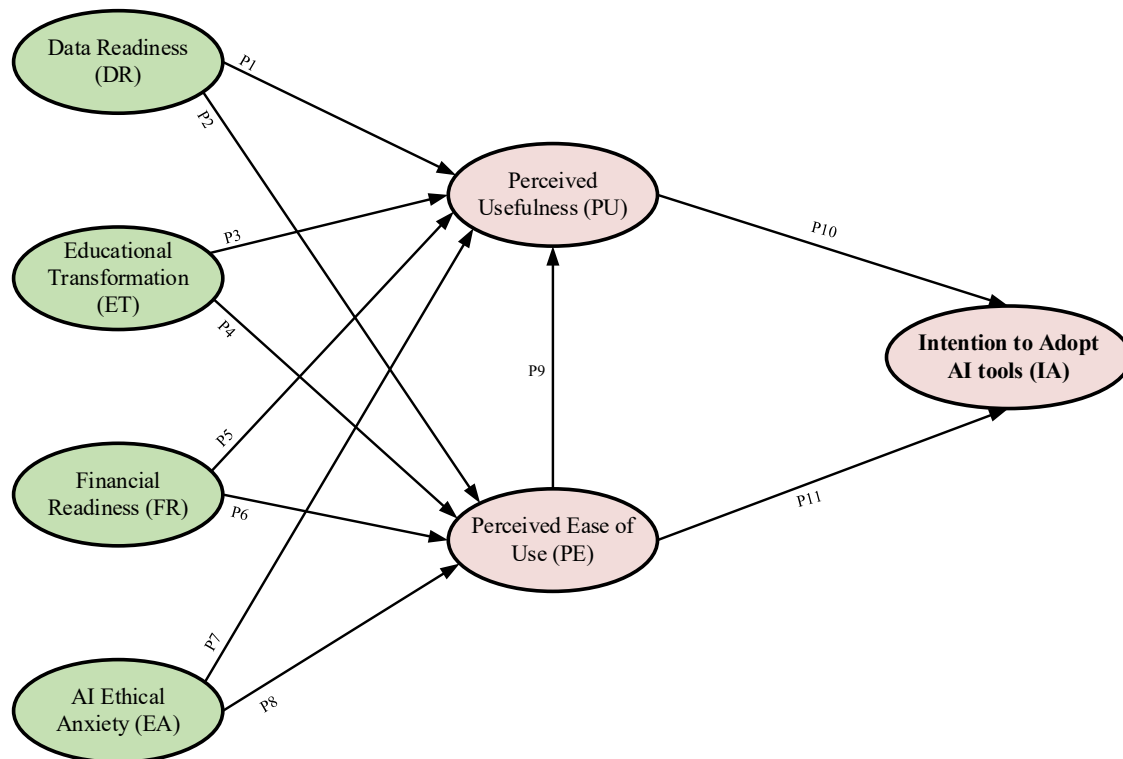 Data Readiness
(DR)
P1
P2
Perceived
Usefulness (PU)
Educational
Transformation
(ET)
P3
P4
P10
Intention to Adopt
AI tools (IA)
P9
Financial
Readiness (FR)
P5
P6
Perceived Ease of
Use (PE)
P11
AI Ethical
Anxiety (EA)
P7
P8